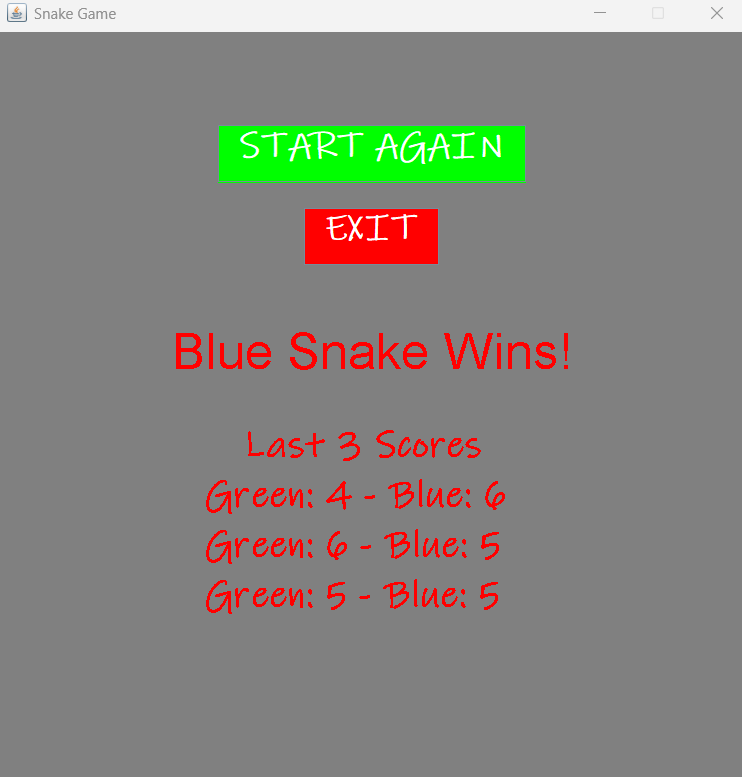 Snake Game
START AGAIN
EXIT
Blue Snake Wins!
Last 3 Scores
Green: 4 - Blue: 6
Green: 6 - Blue: 5
Green: 5 - Blue: 5